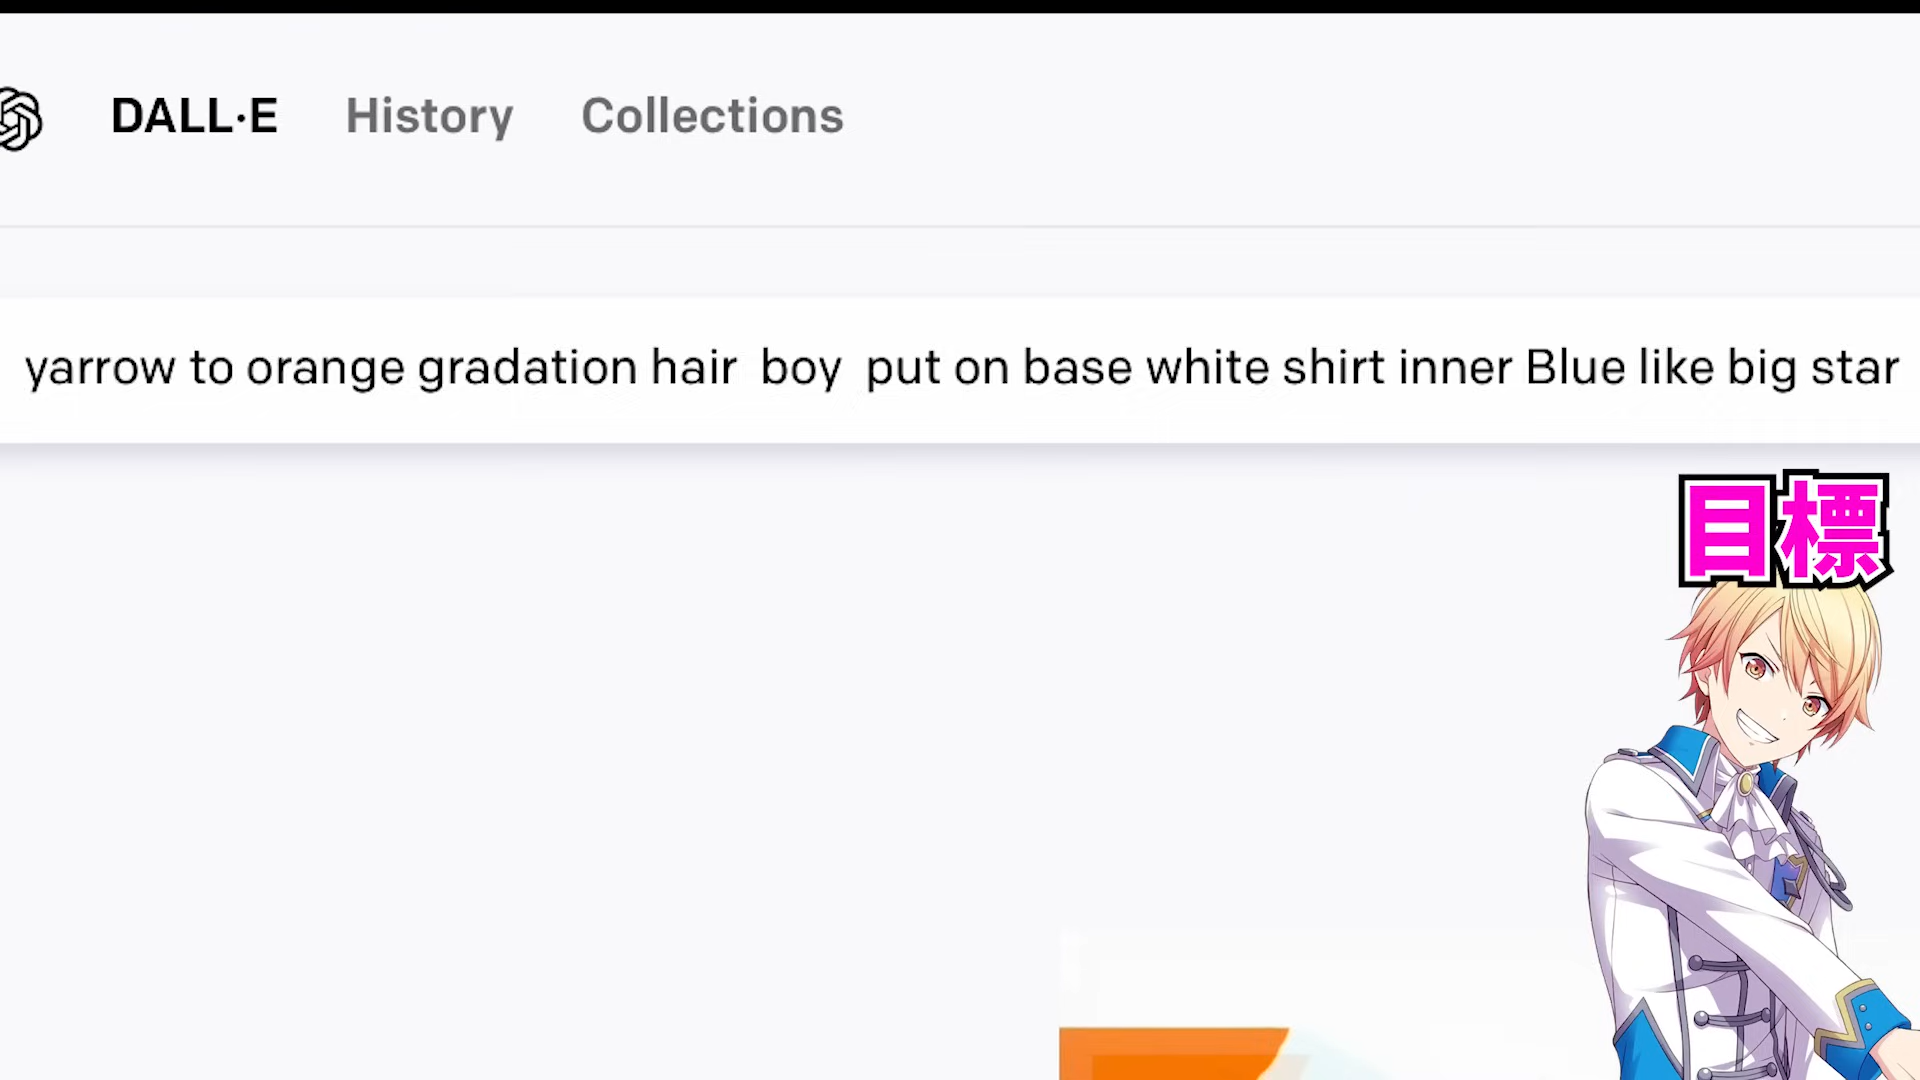 DALL·E History Collections
yarrow to orange gradation hair  boy  put on base white shirt inner Blue like big star
目標